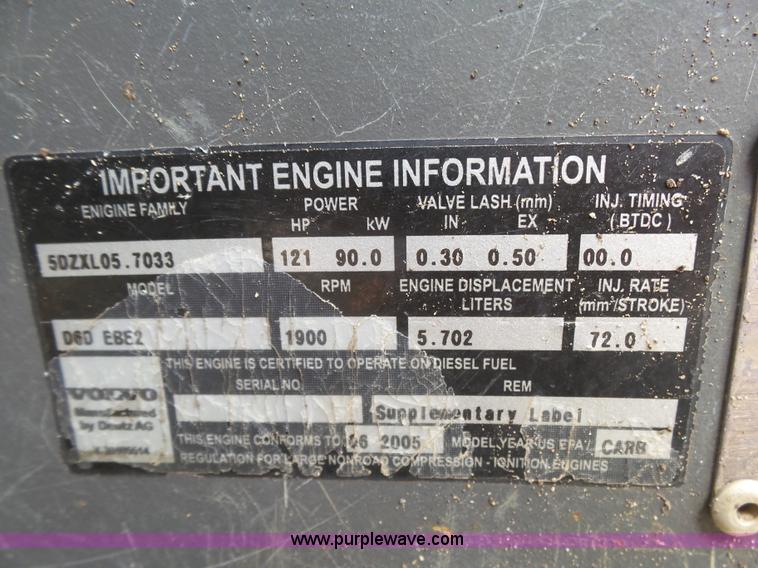 IMPORTANT ENGINE INFORMATION
ENIGINE FAMILY POWER VALVE LASH (mm) INJ. TIMING
HP kW IN EX (BTDC)
5DZXL05.7033 121 90.0 0.30 0.50 00.0
MODEL RPM ENGINE DISPLACEMENT INJ. RATE
LITERS (mm³/STROKE)
D6D EBE2 1900 5.702 72.0
THIS ENGINE IS CERTIFIED TO OPERATE ON DIESEL FUEL
SERIAL NO. REM
VOLVO
Manufactured Supplementary Label
by Deutz AG
THIS ENGINE CONFORMS TO 2005 MODEL YEAR US EPA/ CARB
REGULATION FOR LARGE NONROAD COMPRESSION - IGNITION ENGINES
www.purplewave.com